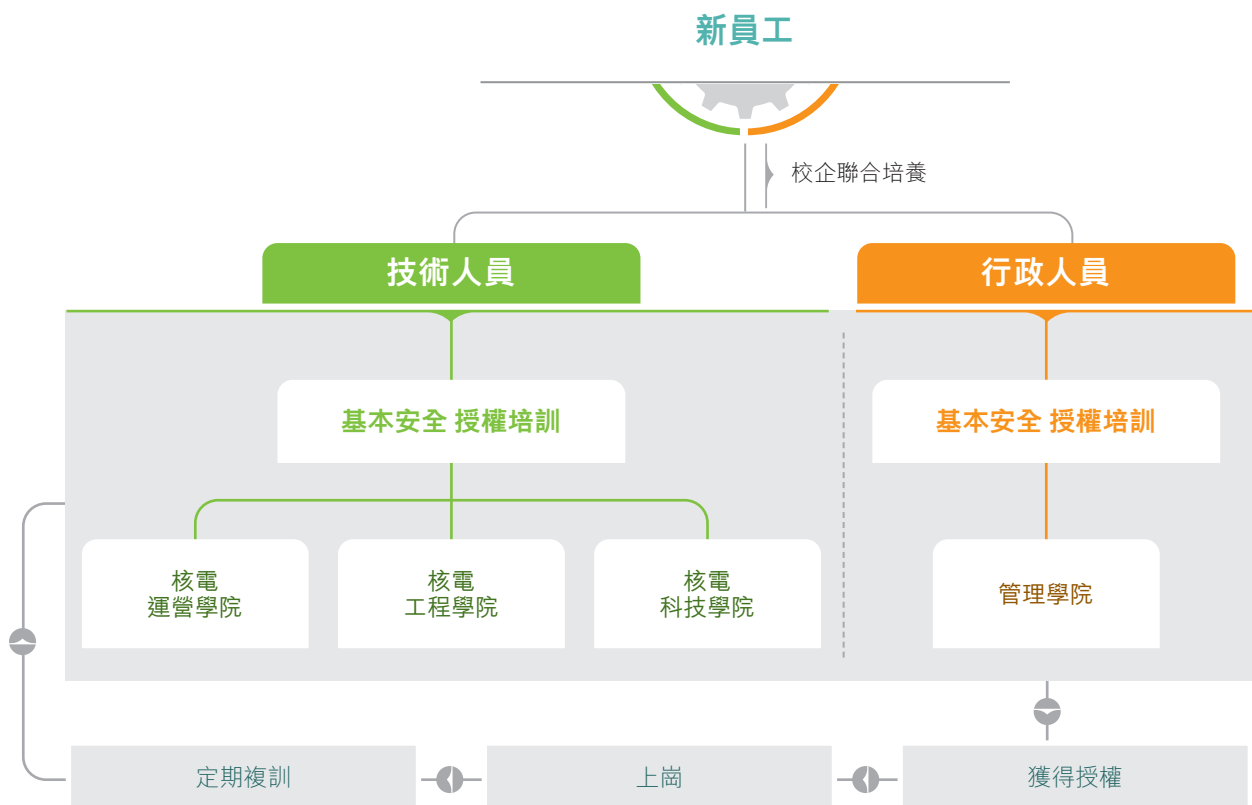 新員工
校企聯合培養
技術人員
行政人員
基本安全 授權培訓
基本安全 授權培訓
核電
運營學院
核電
工程學院
核電
科技學院
管理學院
定期複訓
上崗
獲得授權